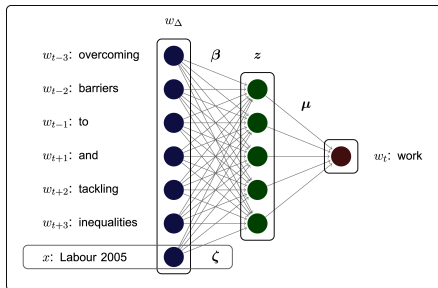 w_Δ
w_{t−3}: overcoming β z
w_{t−2}: barriers μ
w_{t−1}: to
w_{t+1}: and w_t: work
w_{t+2}: tackling
w_{t+3}: inequalities
x: Labour 2005 ζ